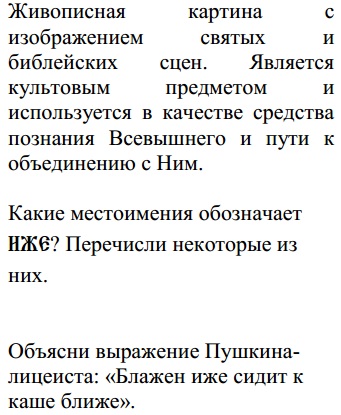 Живописная картина с
изображением святых и
библейских сцен. Является
культовым предметом и
используется в качестве средства
познания Всевышнего и пути к
объединению с Ним.
Какие местоимения обозначает
ИЖЕ? Перечисли некоторые из
них.
Объясни выражение Пушкина-
лицеиста: «Блажен иже сидит к
каше ближе».